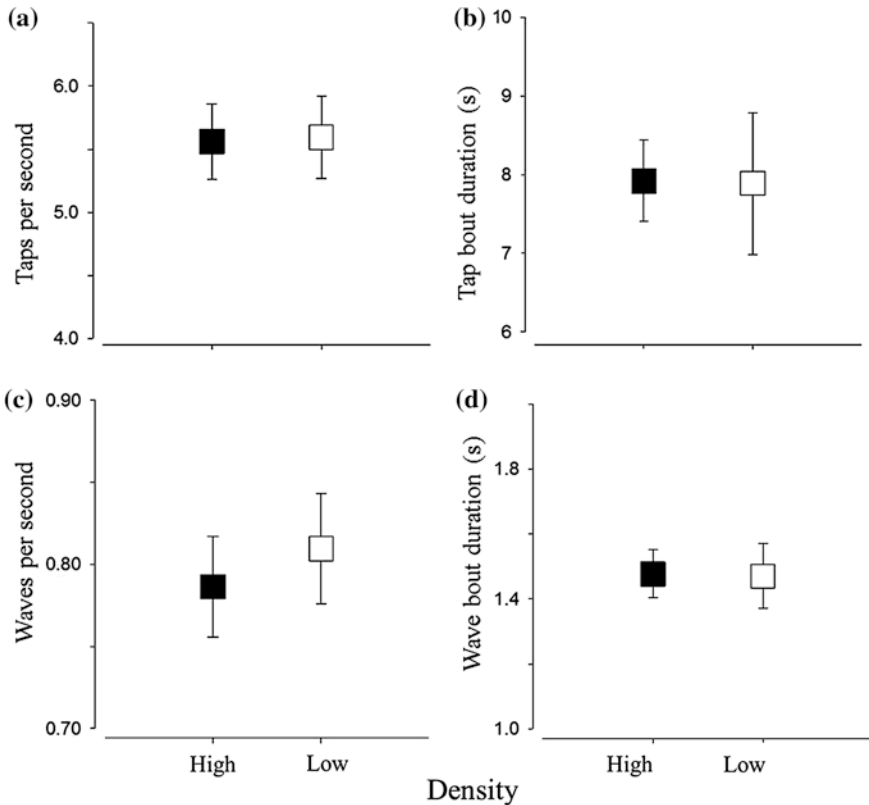 (a)
Taps per second
6.0
5.0
4.0
(b)
Tap bout duration (s)
10
9
8
7
6
(c)
Waves per second
0.90
0.80
0.70
High
Low
(d)
Wave bout duration (s)
1.8
1.4
1.0
High
Low
Density